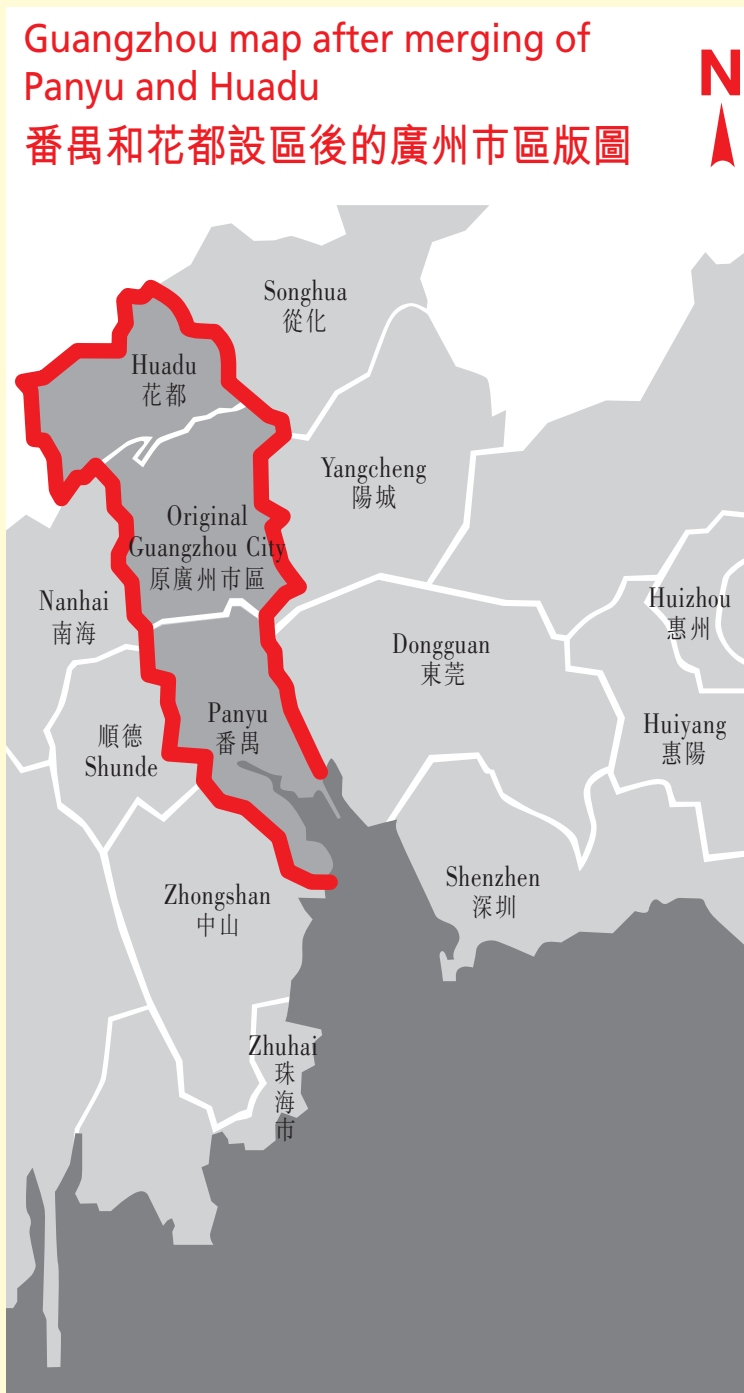 Guangzhou map after merging of
Panyu and Huadu
番禺和花都設區後的廣州市區版圖
N
Songhua
從化
Huadu
花都
Yangcheng
陽城
Original
Guangzhou City
原廣州市區
Nanhai
南海
Huizhou
惠州
Dongguan
東莞
Panyu
番禺
Huiyang
惠陽
順德
Shunde
Shenzhen
深圳
Zhongshan
中山
Zhuhai
珠
海
市